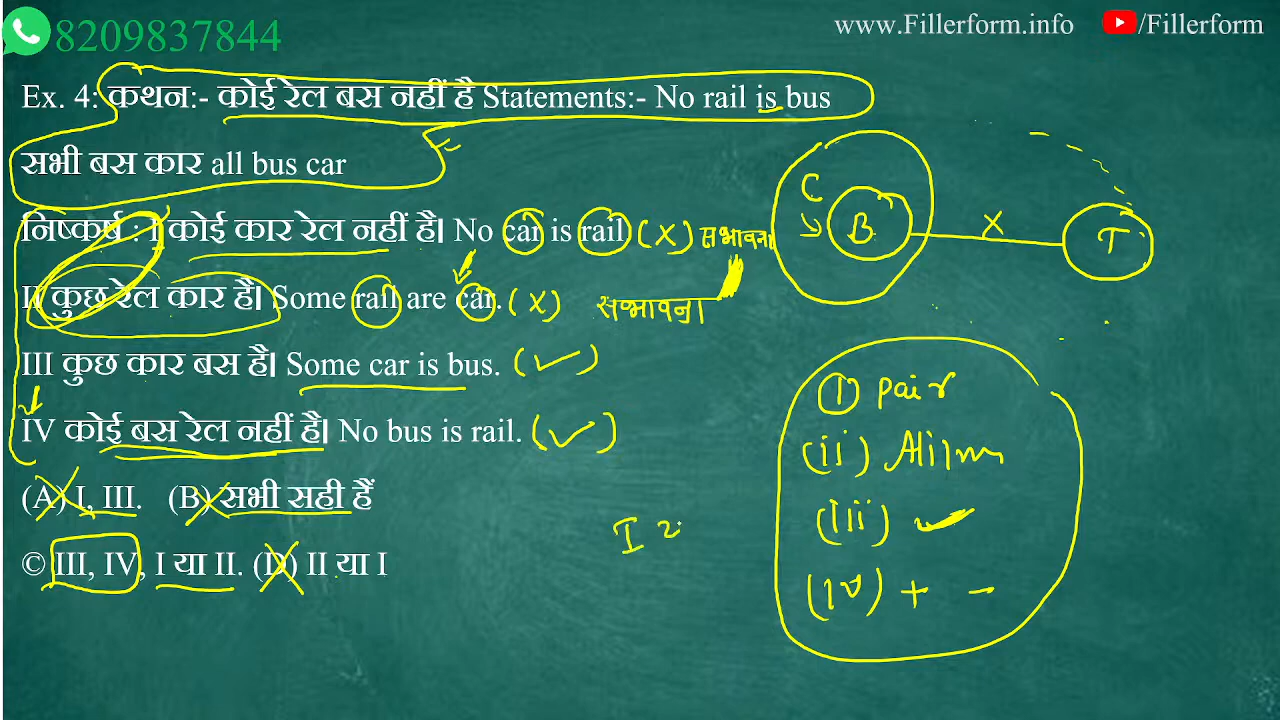 8209837844
www.Fillerform.info
/Fillerform
Ex. 4: कथन:- कोई रेल बस नहीं है Statements:- No rail is bus
सभी बस कार all bus car
निष्कर्ष : I कोई कार रेल नहीं है। No car is rail (X) सभावना
II कुछ रेल कार है। Some rail are car. (X) सम्भावना
III कुछ कार बस है। Some car is bus. (✓)
IV कोई बस रेल नहीं है। No bus is rail. (✓)
(A) I, III. (B) सभी सही हैं
© III, IV, I या II. (D) II या I
C
B
X
T
I
① pair
(ii)
(iii) ✓
(iv) + -